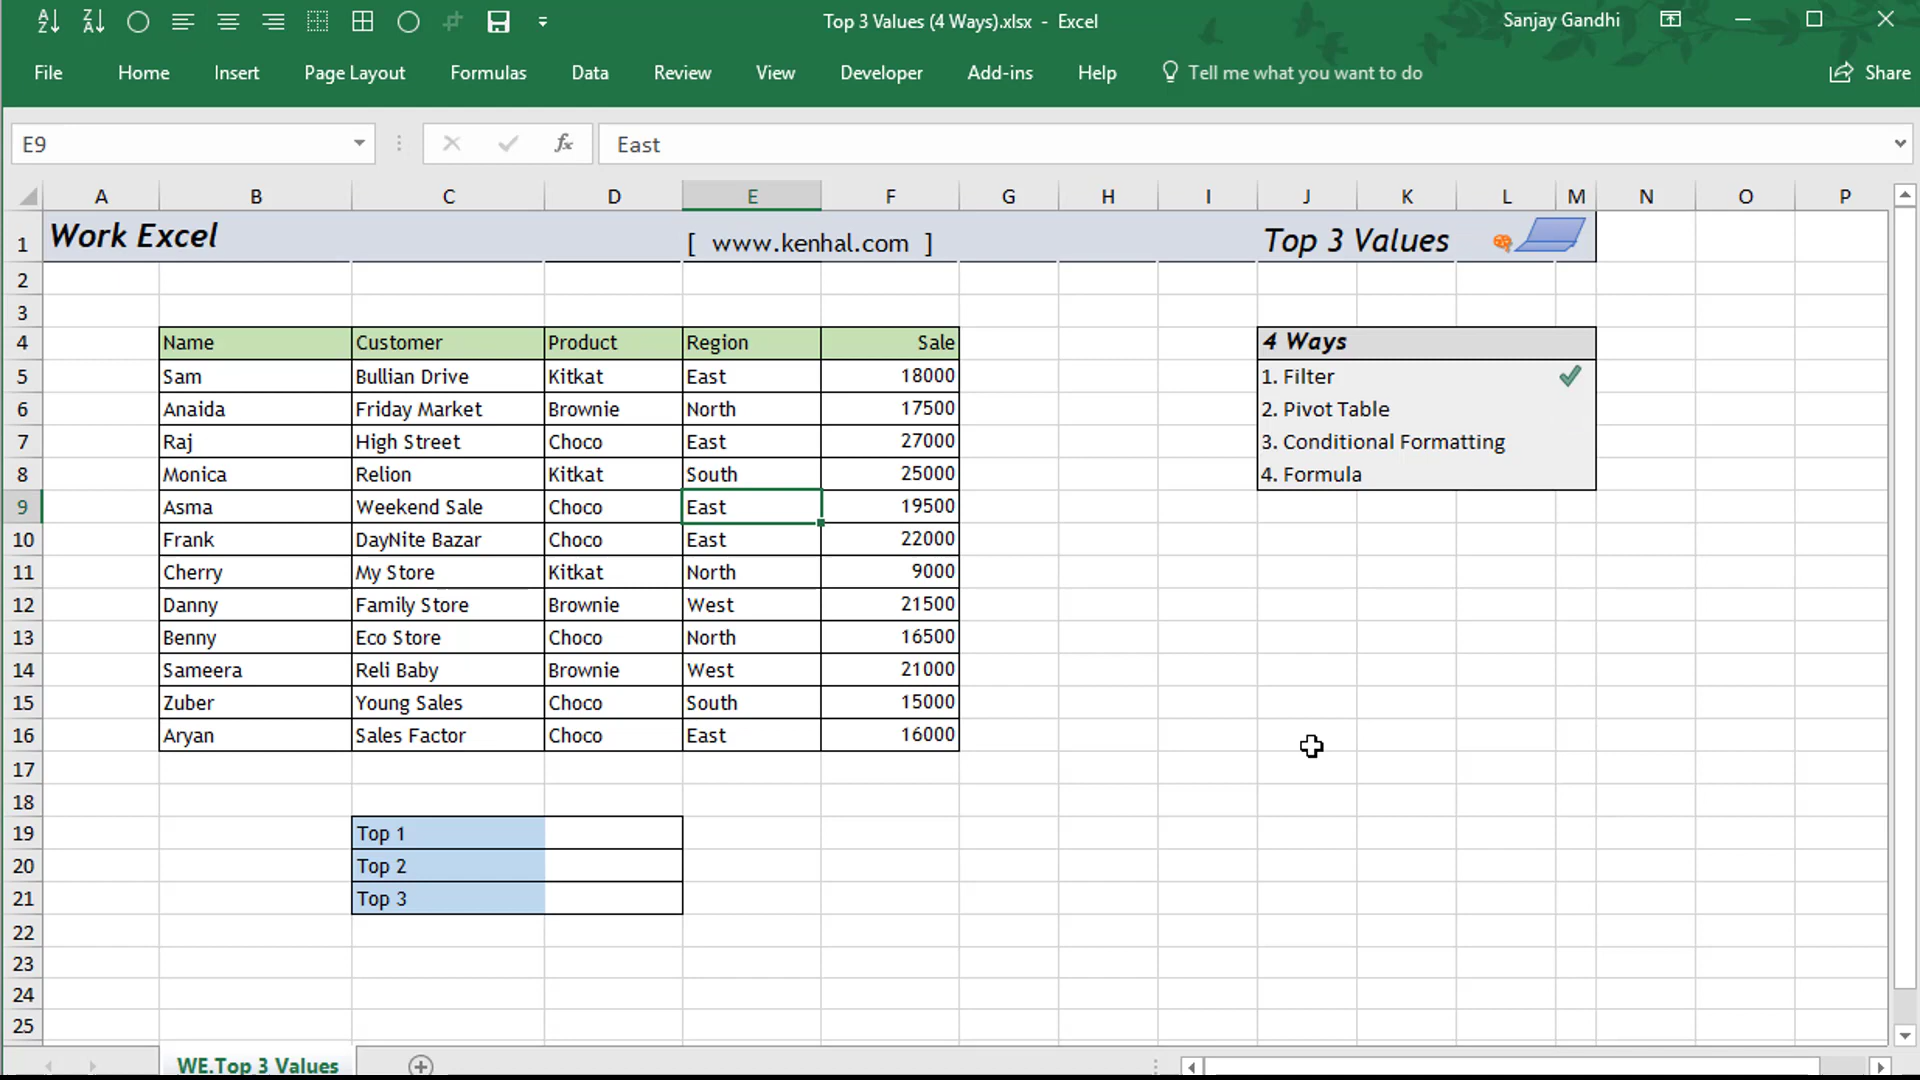 Top 3 Values (4 Ways).xlsx - Excel
Sanjay Gandhi
File Home Insert Page Layout Formulas Data Review View Developer Add-ins Help Tell me what you want to do Share
E9 fx East
A B C D E F G H I J K L M N O P
1 Work Excel [ www.kenhal.com ] Top 3 Values
2
3
4 Name Customer Product Region Sale 4 Ways
5 Sam Bullian Drive Kitkat East 18000 1. Filter
6 Anaida Friday Market Brownie North 17500 2. Pivot Table
7 Raj High Street Choco East 27000 3. Conditional Formatting
8 Monica Relion Kitkat South 25000 4. Formula
9 Asma Weekend Sale Choco East 19500
10 Frank DayNite Bazar Choco East 22000
11 Cherry My Store Kitkat North 9000
12 Danny Family Store Brownie West 21500
13 Benny Eco Store Choco North 16500
14 Sameera Reli Baby Brownie West 21000
15 Zuber Young Sales Choco South 15000
16 Aryan Sales Factor Choco East 16000
17
18
19 Top 1
20 Top 2
21 Top 3
22
23
24
25
WE.Top 3 Values